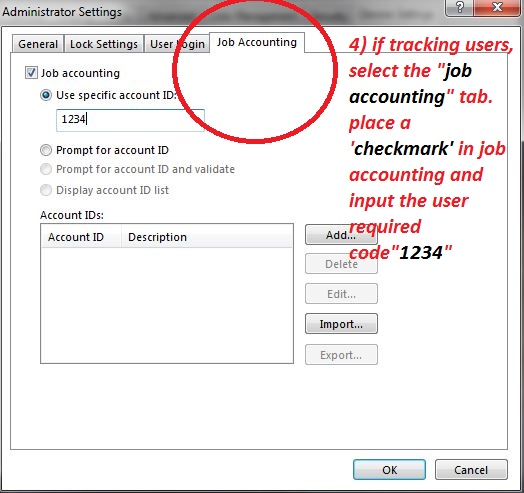 Administrator Settings
General Lock Settings User Login Job Accounting
Job accounting
Use specific account ID:
1234
Prompt for account ID
Prompt for account ID and validate
Display account ID list
Account IDs:
Account ID Description
Add...
Delete
Edit...
Import...
Export...
OK Cancel
4) if tracking users,
select the "job
accounting" tab.
place a
'checkmark' in job
accounting and
input the user
required
code"1234"